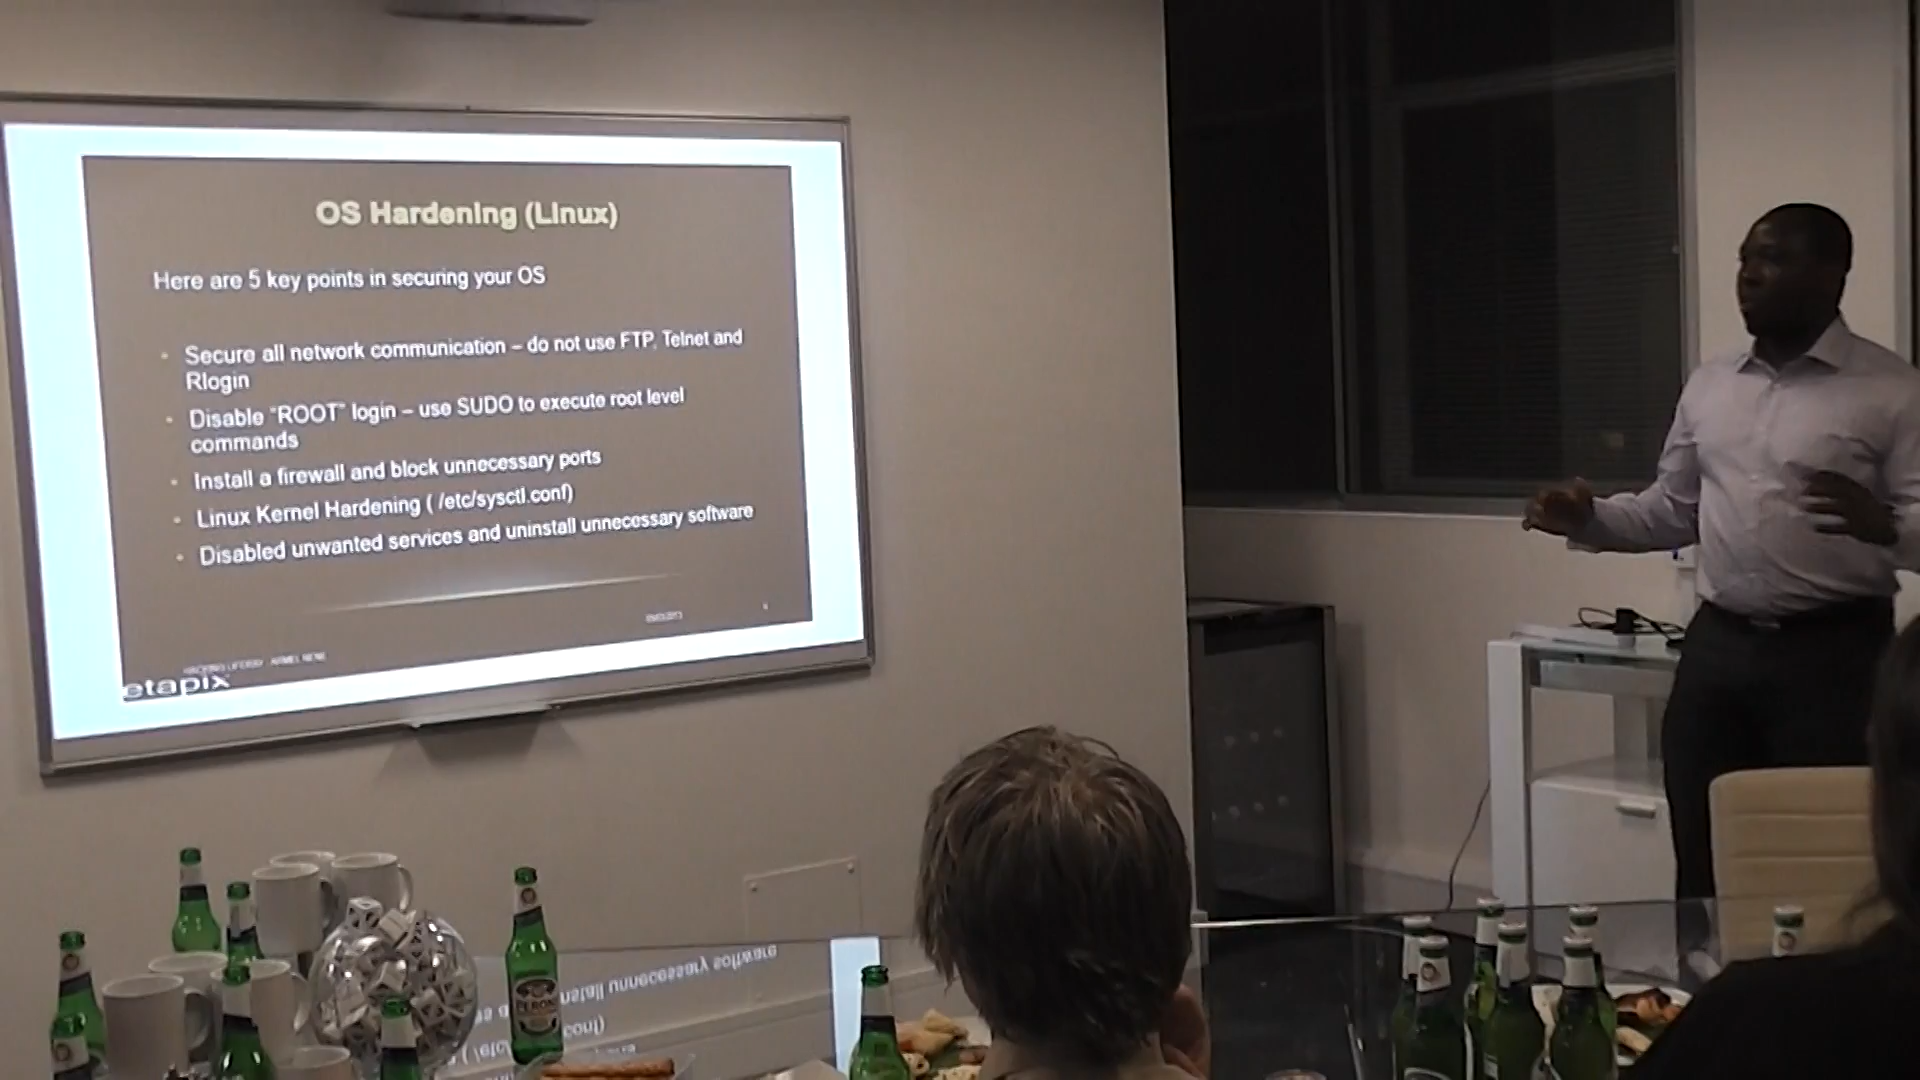 OS Hardening (Linux)
Here are 5 key points in securing your OS
Secure all network communication – do not use FTP, Telnet and
Rlogin
Disable "ROOT" login – use SUDO to execute root level
commands
Install a firewall and block unnecessary ports
Linux Kernel Hardening ( /etc/sysctl.conf)
Disabled unwanted services and uninstall unnecessary software
etapix
PERONI